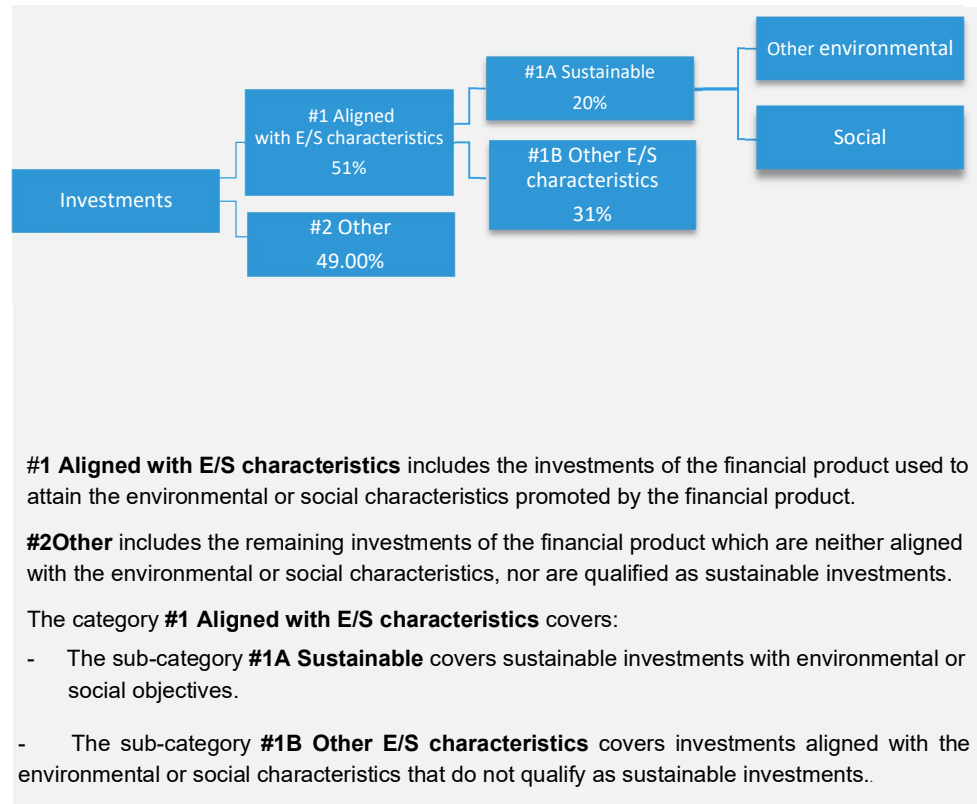 Investments
#1 Aligned
with E/S characteristics
51%
#2 Other
49.00%
#1A Sustainable
20%
#1B Other E/S
characteristics
31%
Other environmental
Social
#1 Aligned with E/S characteristics includes the investments of the financial product used to
attain the environmental or social characteristics promoted by the financial product.
#2Other includes the remaining investments of the financial product which are neither aligned
with the environmental or social characteristics, nor are qualified as sustainable investments.
The category #1 Aligned with E/S characteristics covers:
- The sub-category #1A Sustainable covers sustainable investments with environmental or
social objectives.
- The sub-category #1B Other E/S characteristics covers investments aligned with the
environmental or social characteristics that do not qualify as sustainable investments..